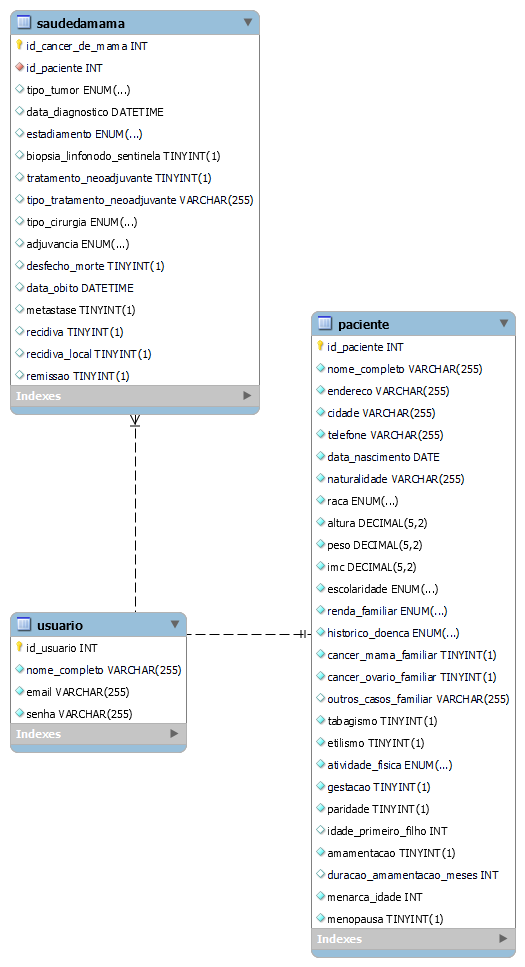 saudedamama
id_cancer_de_mama INT
id_paciente INT
tipo_tumor ENUM(...)
data_diagnostico DATETIME
estadiamento ENUM(...)
biopsia_linfonodo_sentinela TINYINT(1)
tratamento_neoadjuvante TINYINT(1)
tipo_tratamento_neoadjuvante VARCHAR(255)
tipo_cirurgia ENUM(...)
adjuvancia ENUM(...)
desfecho_morte TINYINT(1)
data_obito DATETIME
metastase TINYINT(1)
recidiva TINYINT(1)
recidiva_local TINYINT(1)
remissao TINYINT(1)
Indexes
paciente
id_paciente INT
nome_completo VARCHAR(255)
endereco VARCHAR(255)
cidade VARCHAR(255)
telefone VARCHAR(255)
data_nascimento DATE
naturalidade VARCHAR(255)
raca ENUM(...)
altura DECIMAL(5,2)
peso DECIMAL(5,2)
imc DECIMAL(5,2)
escolaridade ENUM(...)
renda_familiar ENUM(...)
historico_doenca ENUM(...)
cancer_mama_familiar TINYINT(1)
cancer_ovario_familiar TINYINT(1)
outros_casos_familiar VARCHAR(255)
tabagismo TINYINT(1)
etilismo TINYINT(1)
atividade_fisica ENUM(...)
gestacao TINYINT(1)
paridade TINYINT(1)
idade_primeiro_filho INT
amamentacao TINYINT(1)
duracao_amamentacao_meses INT
menarca_idade INT
menopausa TINYINT(1)
Indexes
usuario
id_usuario INT
nome_completo VARCHAR(255)
email VARCHAR(255)
senha VARCHAR(255)
Indexes